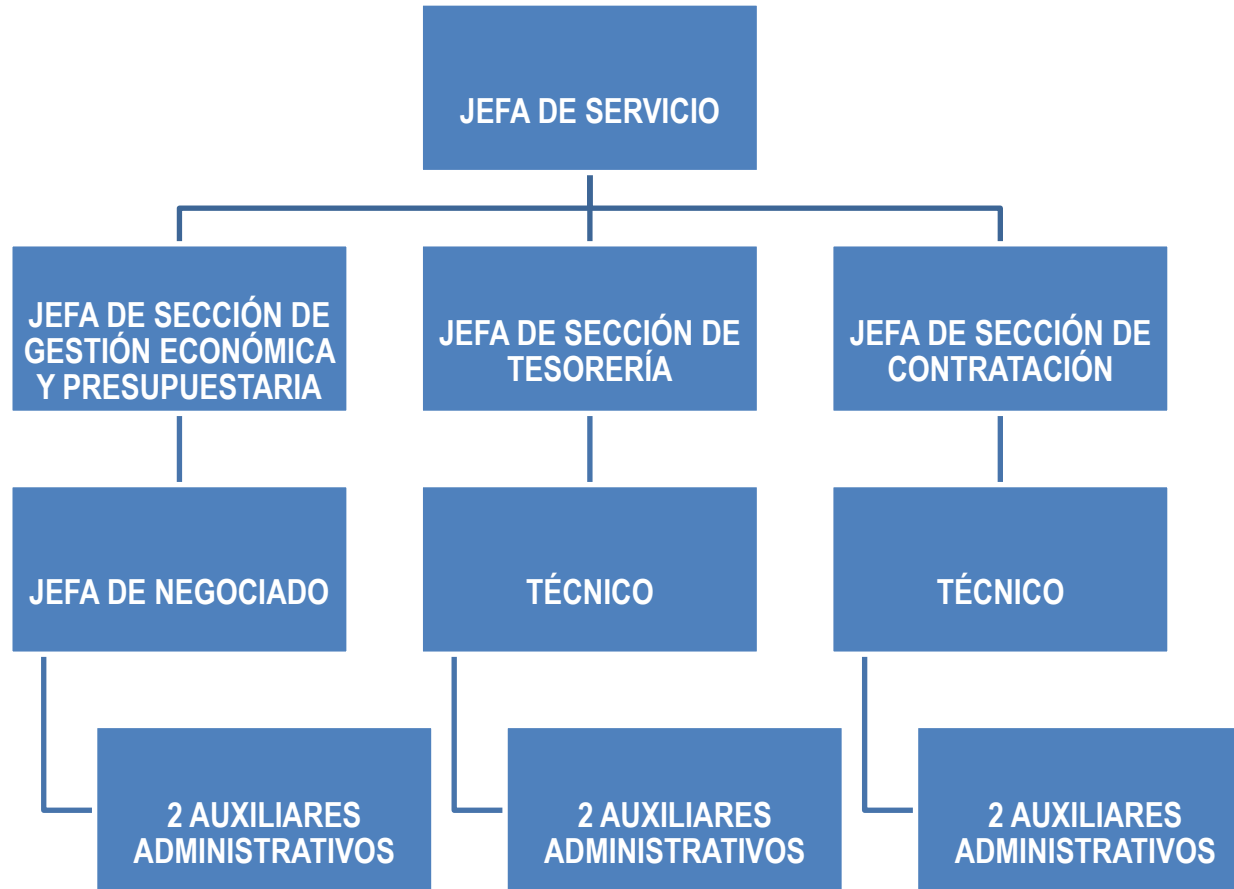 JEFA DE SERVICIO
JEFA DE SECCIÓN DE
GESTIÓN ECONÓMICA
Y PRESUPUESTARIA
JEFA DE SECCIÓN DE
TESORERÍA
JEFA DE SECCIÓN DE
CONTRATACIÓN
JEFA DE NEGOCIADO
TÉCNICO
TÉCNICO
2 AUXILIARES
ADMINISTRATIVOS
2 AUXILIARES
ADMINISTRATIVOS
2 AUXILIARES
ADMINISTRATIVOS